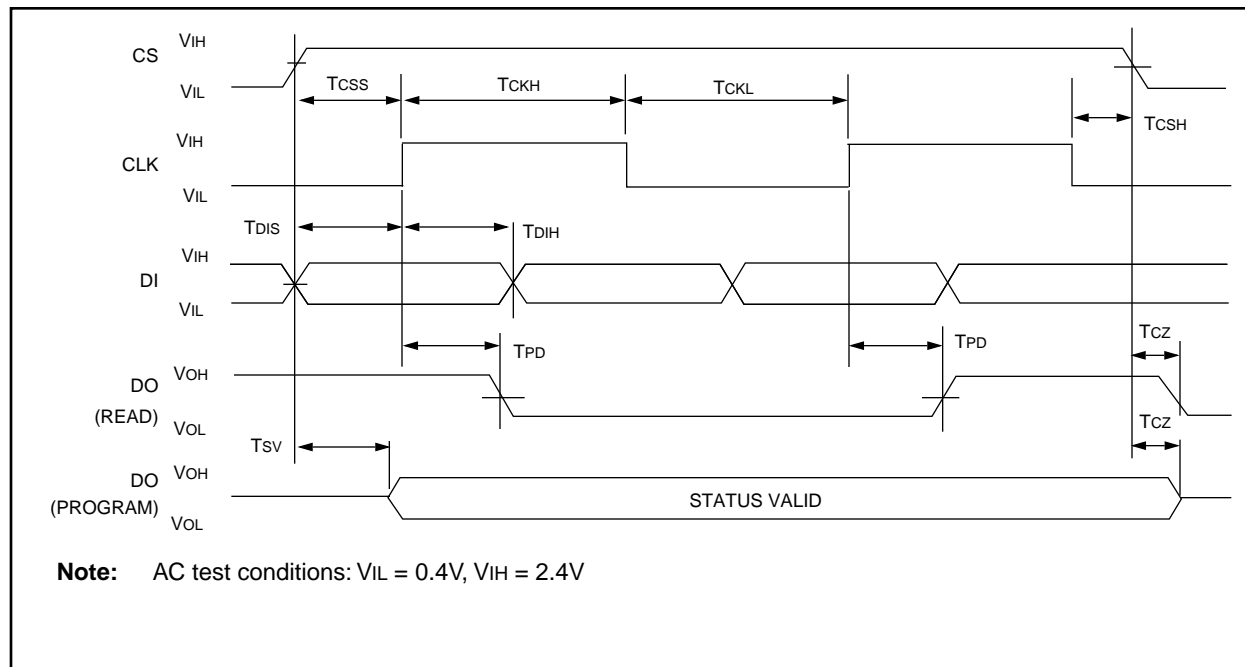 CS
VIH
VIL
TCSS
TCKH
TCKL
TCSH
CLK
VIH
VIL
TDIS
TDIH
DI
VIH
VIL
TPD
TPD
TCZ
DO
(READ)
VOH
VOL
TSV
TCZ
DO
(PROGRAM)
VOH
VOL
STATUS VALID
Note: AC test conditions: VIL = 0.4V, VIH = 2.4V